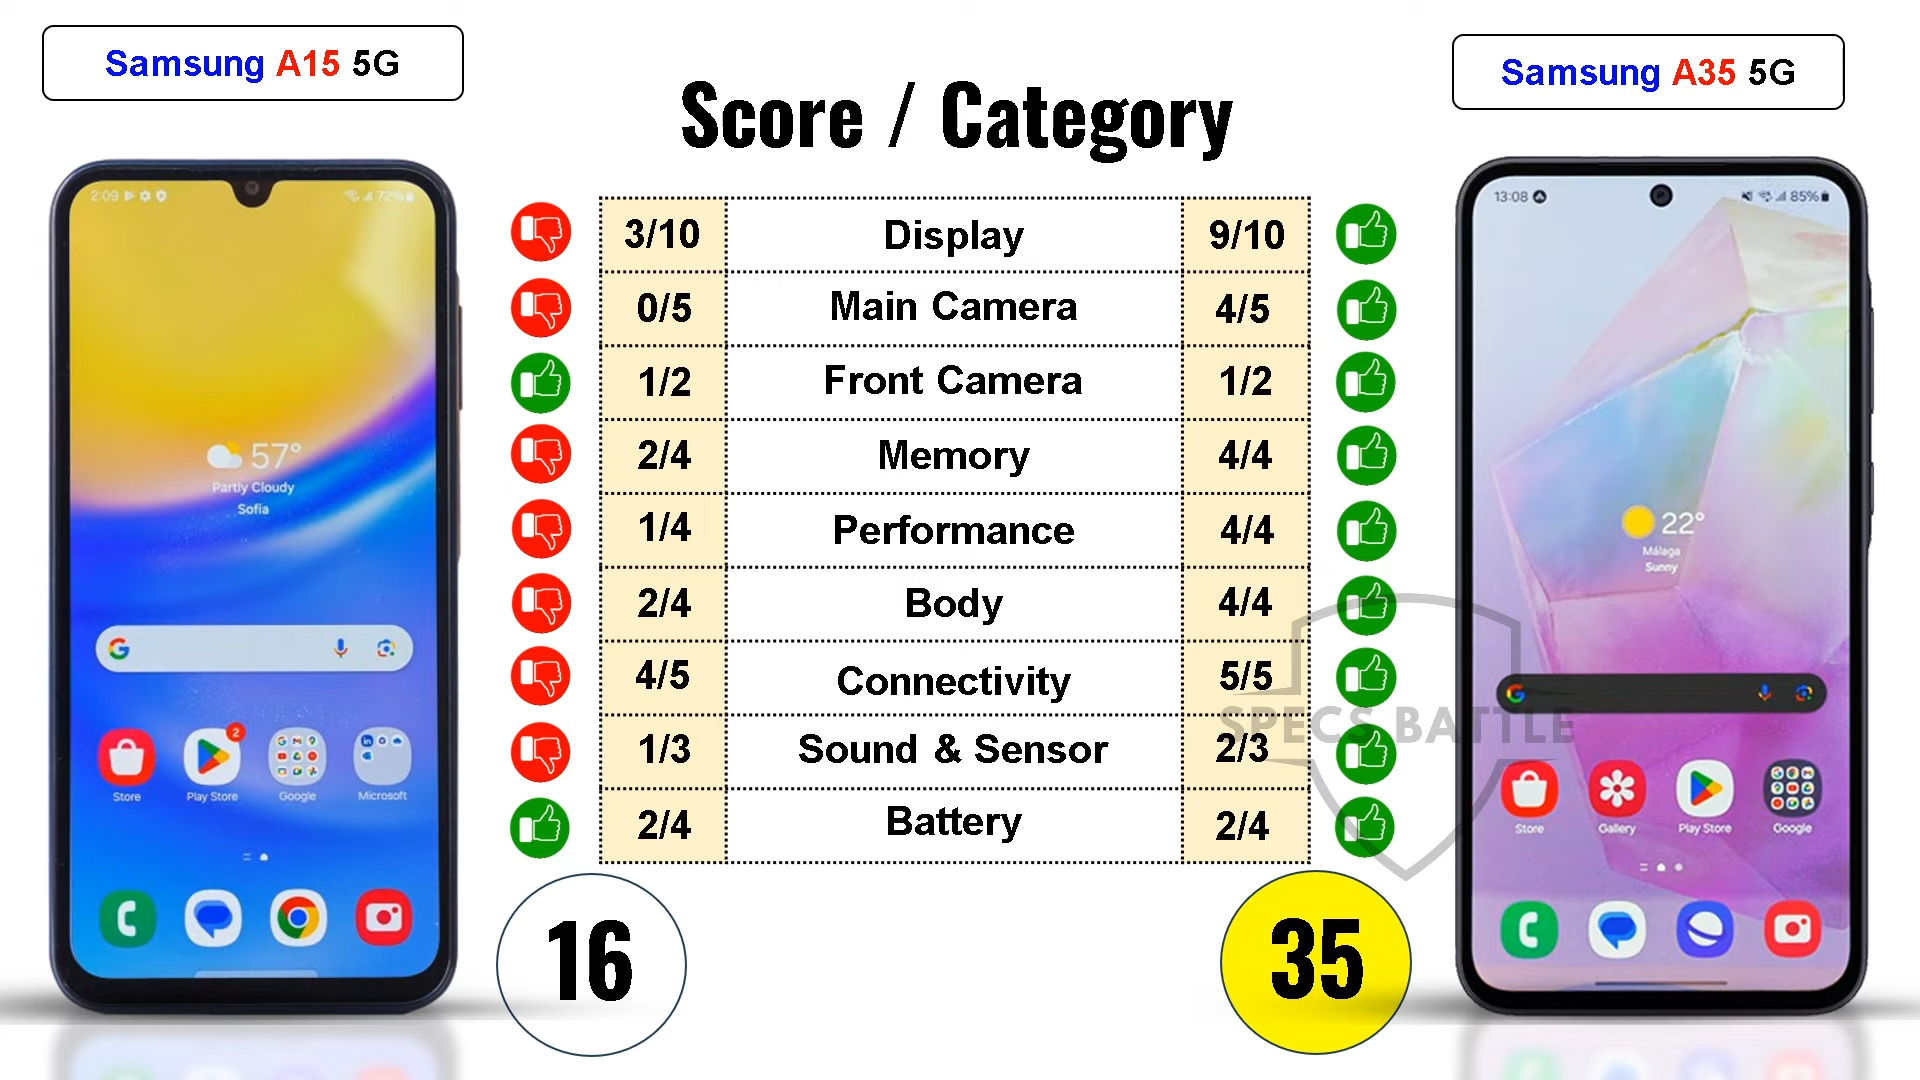 Samsung A15 5G
Samsung A35 5G
Score / Category
3/10 Display 9/10
0/5 Main Camera 4/5
1/2 Front Camera 1/2
2/4 Memory 4/4
1/4 Performance 4/4
2/4 Body 4/4
4/5 Connectivity 5/5
1/3 Sound & Sensor 2/3
2/4 Battery 2/4
16
35
SPECS BATTLE
2:09
72%
57°
Partly Cloudy
Sofia
2
Store Play Store Google Microsoft
13:08
85%
22°
Málaga
Sunny
Store Gallery Play Store Google